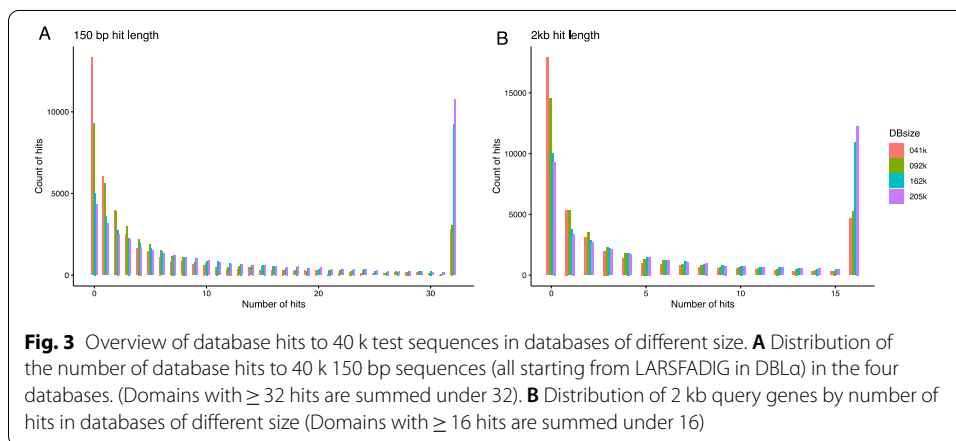 A
150 bp hit length
10000
5000
0
Count of hits
0
10
20
30
Number of hits
B
2kb hit length
15000
10000
5000
0
Count of hits
0
5
10
15
Number of hits
DBsize
041k
092k
162k
205k
Fig. 3 Overview of database hits to 40 k test sequences in databases of different size. A Distribution of
the number of database hits to 40 k 150 bp sequences (all starting from LARSFADIG in DBLα) in the four
databases. (Domains with ≥ 32 hits are summed under 32). B Distribution of 2 kb query genes by number of
hits in databases of different size (Domains with ≥ 16 hits are summed under 16)